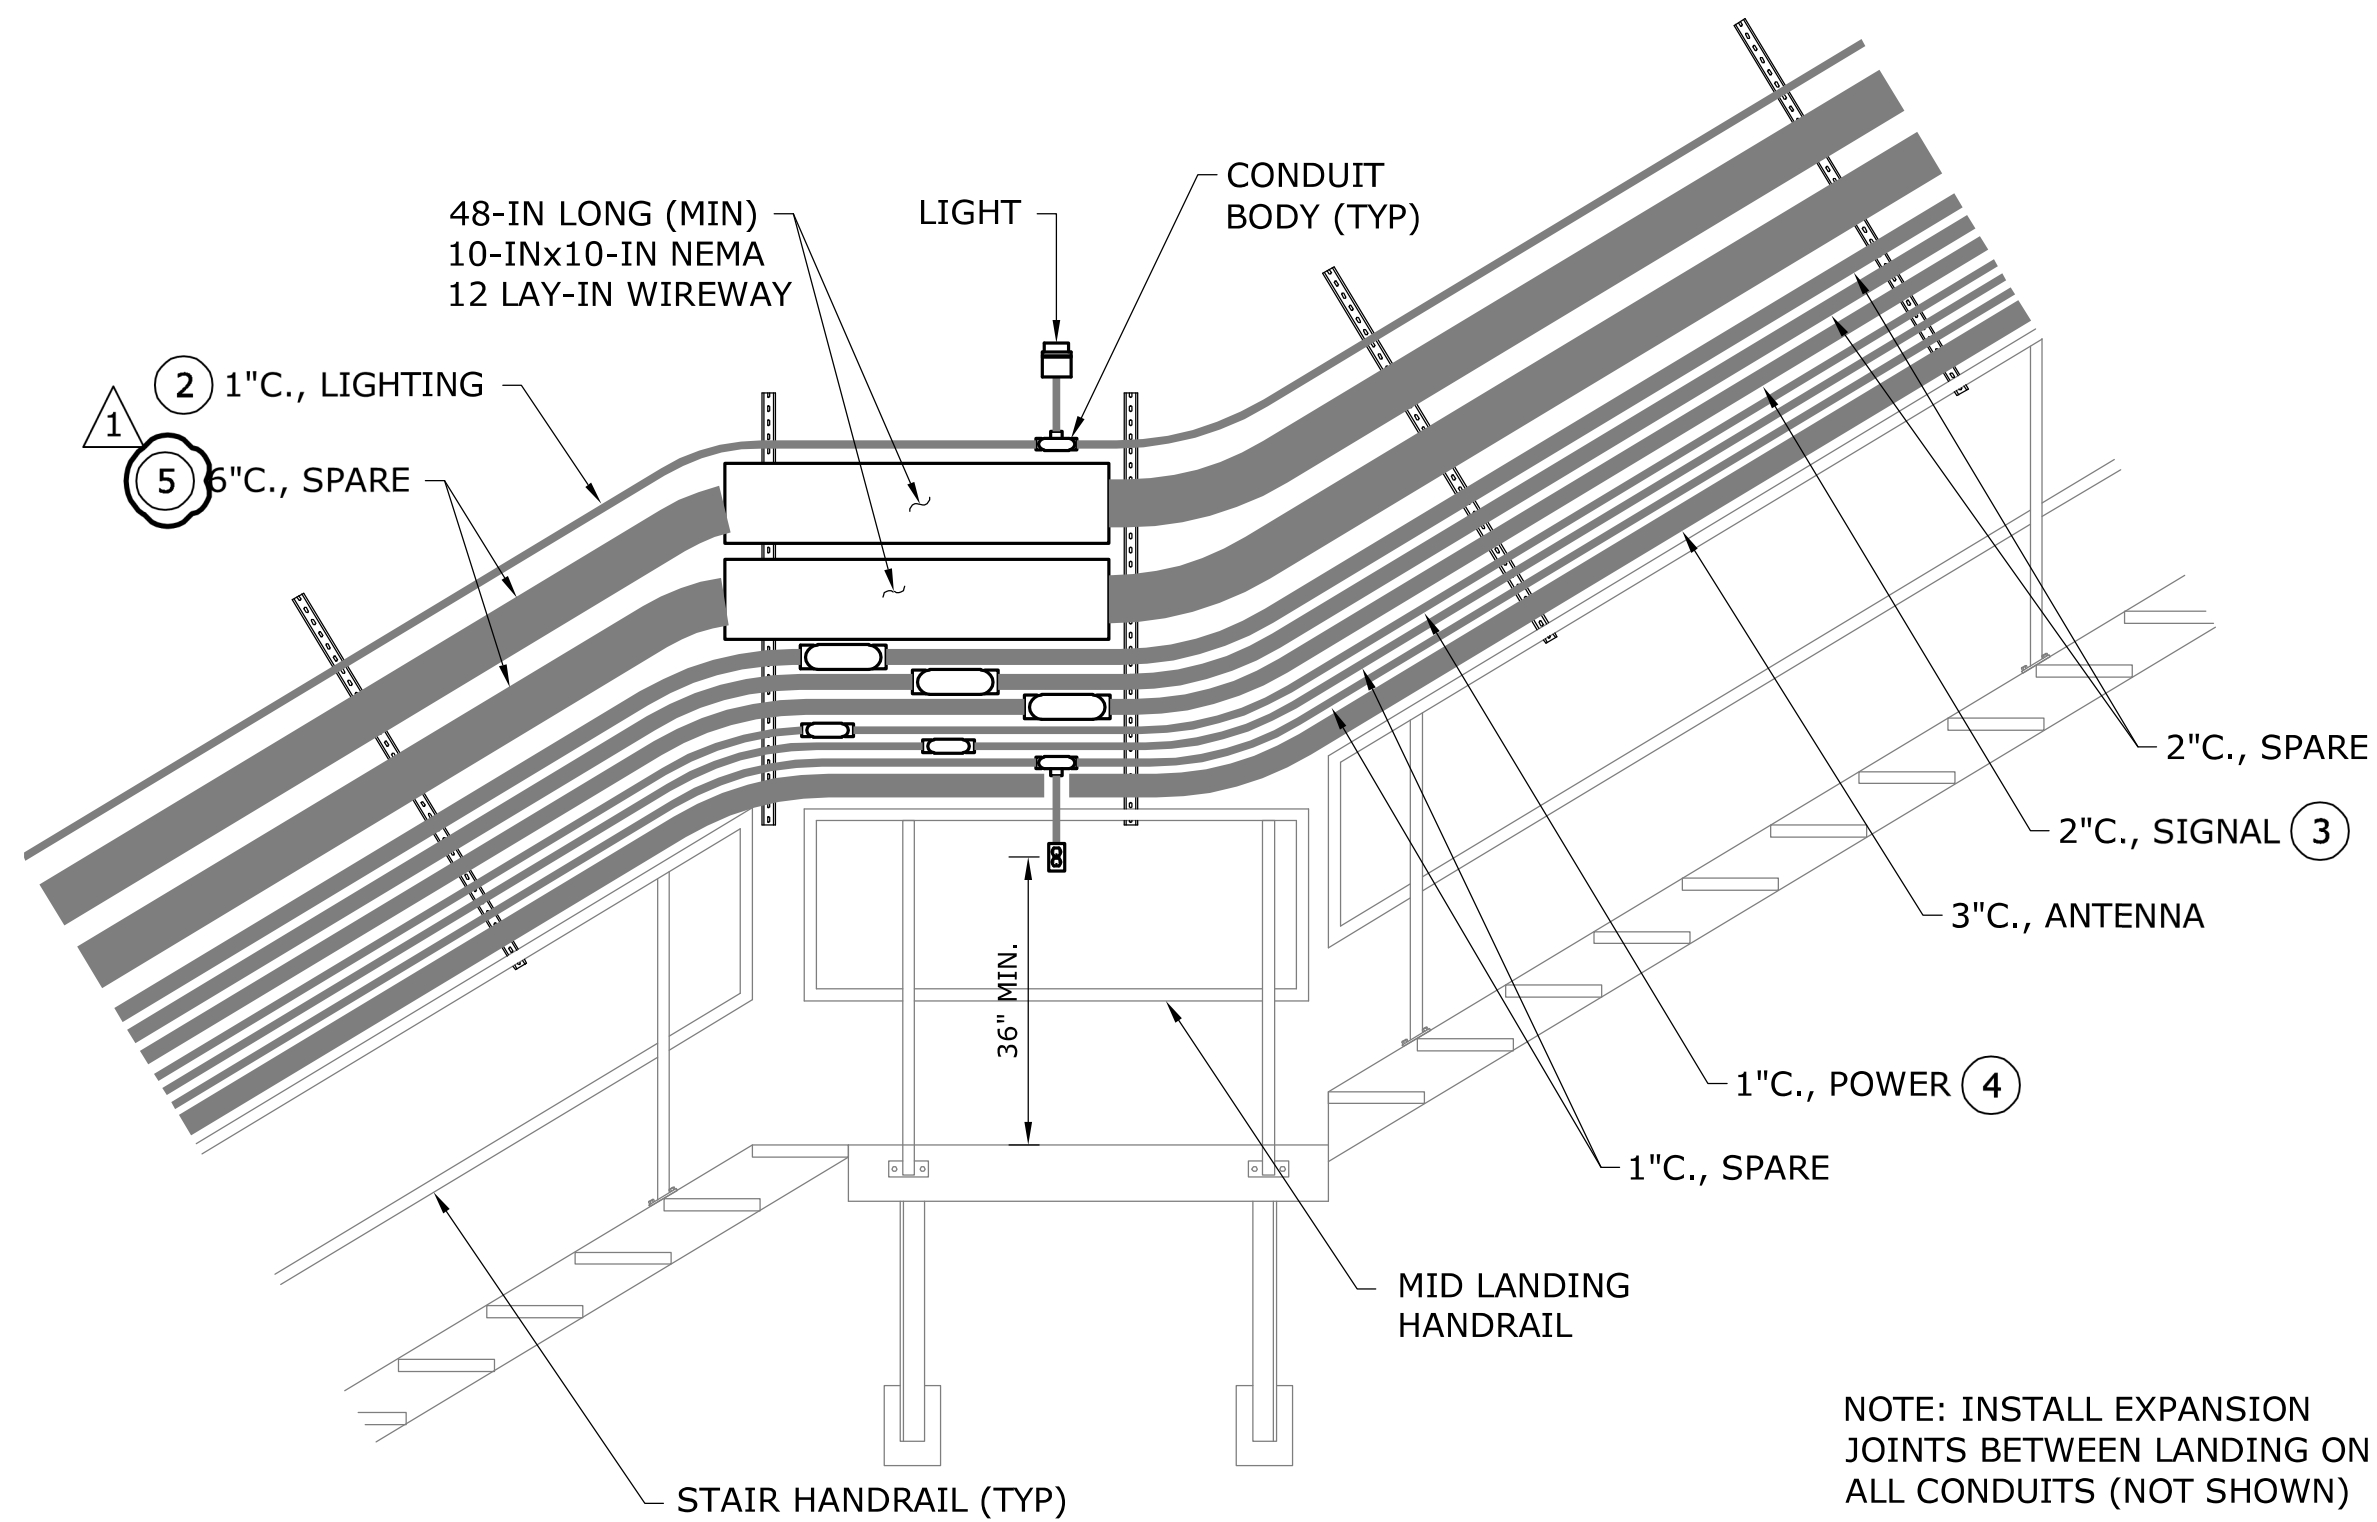 CONDUIT
BODY (TYP)
LIGHT
48-IN LONG (MIN)
10-INx10-IN NEMA
12 LAY-IN WIREWAY
2 1"C., LIGHTING
1
5 6"C., SPARE
2"C., SPARE
2"C., SIGNAL 3
3"C., ANTENNA
36" MIN.
1"C., POWER 4
1"C., SPARE
MID LANDING
HANDRAIL
STAIR HANDRAIL (TYP)
NOTE: INSTALL EXPANSION
JOINTS BETWEEN LANDING ON
ALL CONDUITS (NOT SHOWN)